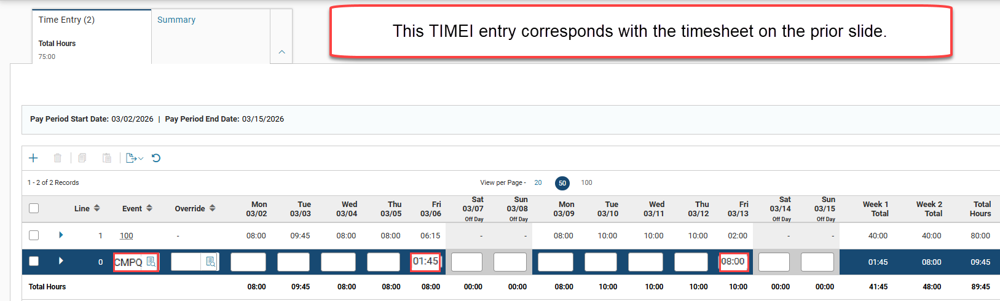 Time Entry (2) Summary
This TIMEI entry corresponds with the timesheet on the prior slide.
Total Hours
75:00
Pay Period Start Date: 03/02/2026 | Pay Period End Date: 03/15/2026
1 - 2 of 2 Records View per Page - 20 50 100
Line Event Override Mon 03/02 Tue 03/03 Wed 03/04 Thu 03/05 Fri 03/06 Sat 03/07 Off Day Sun 03/08 Off Day Mon 03/09 Tue 03/10 Wed 03/11 Thu 03/12 Fri 03/13 Sat 03/14 Off Day Sun 03/15 Off Day Week 1 Total Week 2 Total Total Hours
1 100 - 08:00 09:45 08:00 08:00 06:15 - - 08:00 10:00 10:00 10:00 02:00 - - 40:00 40:00 80:00
0 CMPQ 01:45 08:00 01:45 08:00 09:45
Total Hours 08:00 09:45 08:00 08:00 08:00 00:00 00:00 08:00 10:00 10:00 10:00 10:00 00:00 00:00 41:45 48:00 89:45